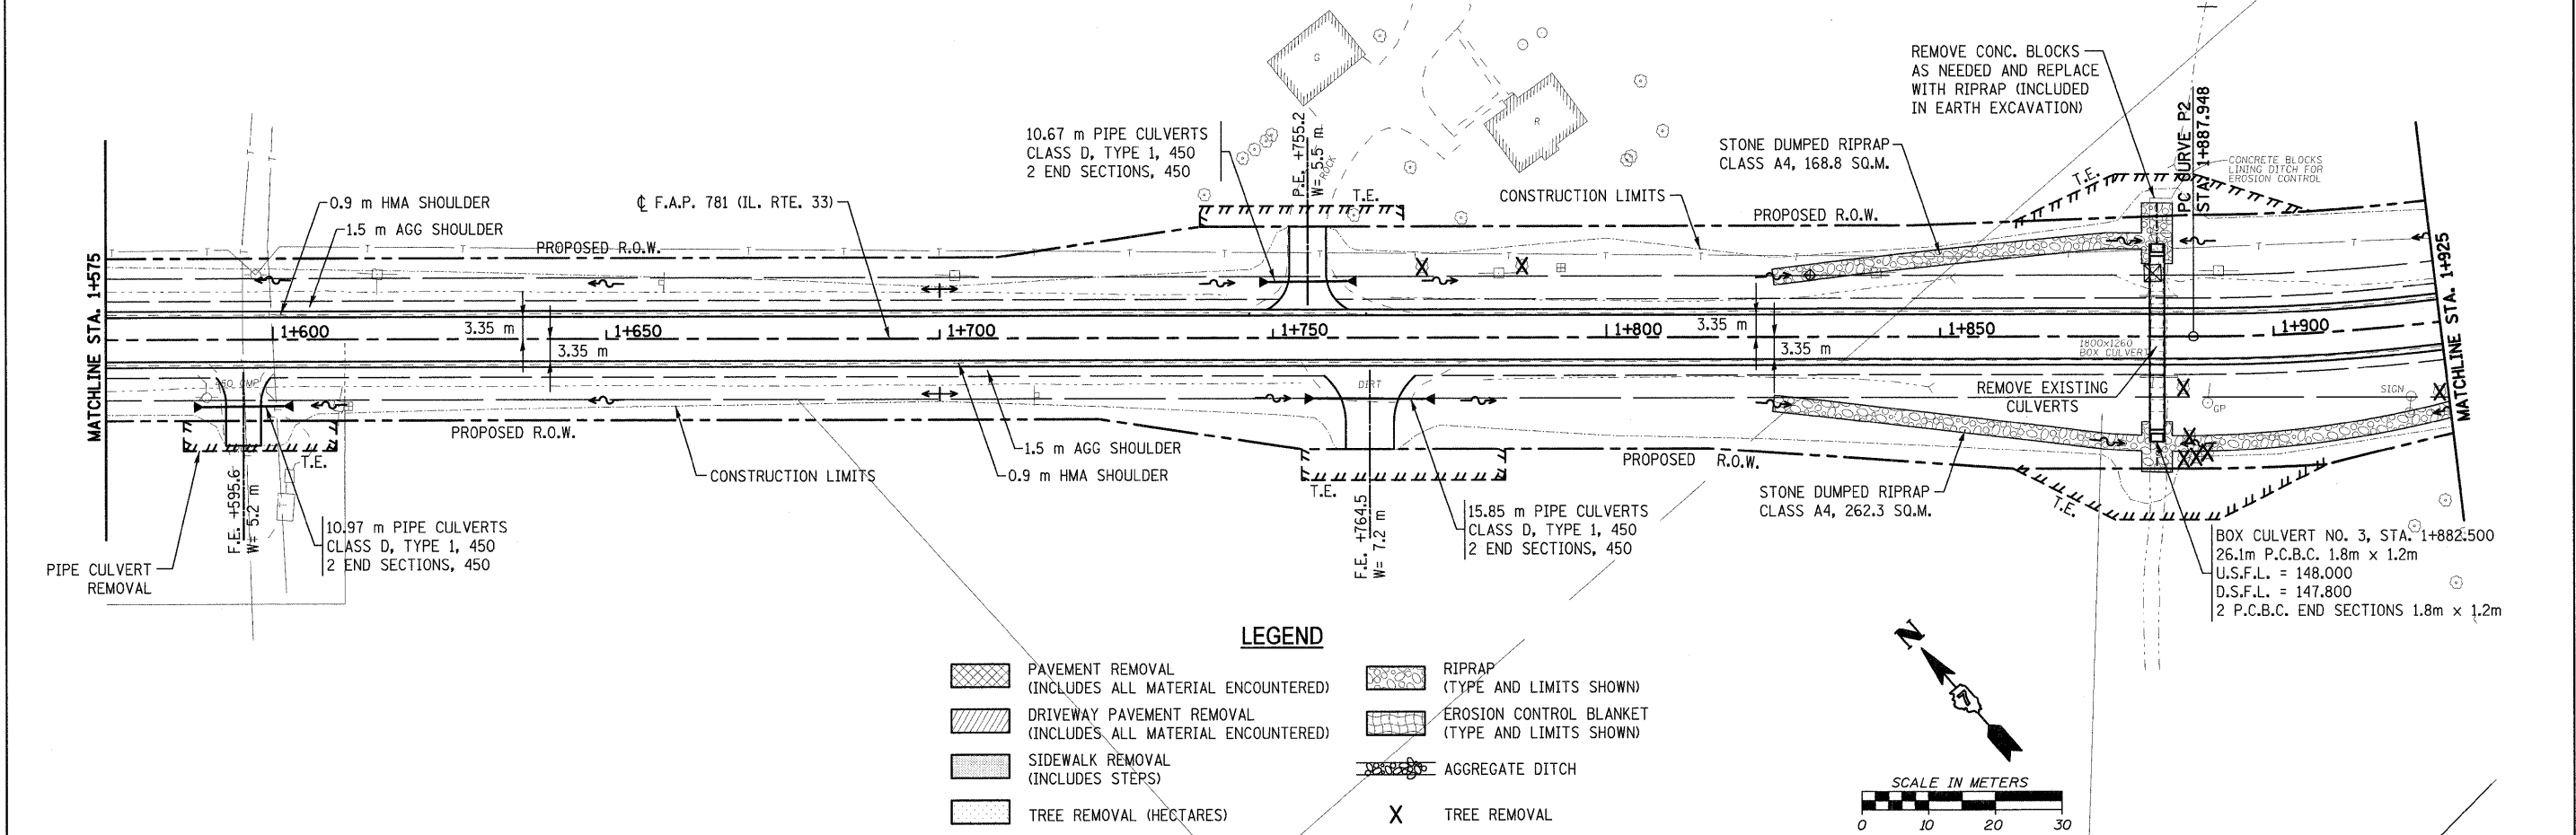 REMOVE CONC. BLOCKS
AS NEEDED AND REPLACE
WITH RIPRAP (INCLUDED
IN EARTH EXCAVATION)
G
R
ROCK
10.67 m PIPE CULVERTS
CLASS D, TYPE 1, 450
2 END SECTIONS, 450
P.E. +755.2
W= 5.5 m
T.E.
STONE DUMPED RIPRAP
CLASS A4, 168.8 SQ.M.
CONSTRUCTION LIMITS
PROPOSED R.O.W.
T.E.
PC CURVE P2
STA. 1+887.948
CONCRETE BLOCKS
LINING DITCH FOR
EROSION CONTROL
0.9 m HMA SHOULDER
1.5 m AGG SHOULDER
℄ F.A.P. 781 (IL. RTE. 33)
PROPOSED R.O.W.
MATCHLINE STA. 1+575
1+600
3.35 m
1+650
3.35 m
1+700
1+750
1+800
3.35 m
3.35 m
1+850
1+900
MATCHLINE STA. 1+925
1800x1260
BOX CULVERT
REMOVE EXISTING
CULVERTS
SIGN
GP
DIRT
450 CMP
PROPOSED R.O.W.
T.E.
F.E. +595.6
W= 5.2 m
PIPE CULVERT
REMOVAL
10.97 m PIPE CULVERTS
CLASS D, TYPE 1, 450
2 END SECTIONS, 450
CONSTRUCTION LIMITS
1.5 m AGG SHOULDER
0.9 m HMA SHOULDER
T.E.
F.E. +764.5
W= 7.2 m
15.85 m PIPE CULVERTS
CLASS D, TYPE 1, 450
2 END SECTIONS, 450
PROPOSED R.O.W.
STONE DUMPED RIPRAP
CLASS A4, 262.3 SQ.M.
T.E.
BOX CULVERT NO. 3, STA. 1+882.500
26.1m P.C.B.C. 1.8m x 1.2m
U.S.F.L. = 148.000
D.S.F.L. = 147.800
2 P.C.B.C. END SECTIONS 1.8m x 1.2m
LEGEND
PAVEMENT REMOVAL
(INCLUDES ALL MATERIAL ENCOUNTERED)
DRIVEWAY PAVEMENT REMOVAL
(INCLUDES ALL MATERIAL ENCOUNTERED)
SIDEWALK REMOVAL
(INCLUDES STEPS)
TREE REMOVAL (HECTARES)
RIPRAP
(TYPE AND LIMITS SHOWN)
EROSION CONTROL BLANKET
(TYPE AND LIMITS SHOWN)
AGGREGATE DITCH
X TREE REMOVAL
N
7
SCALE IN METERS
0 10 20 30